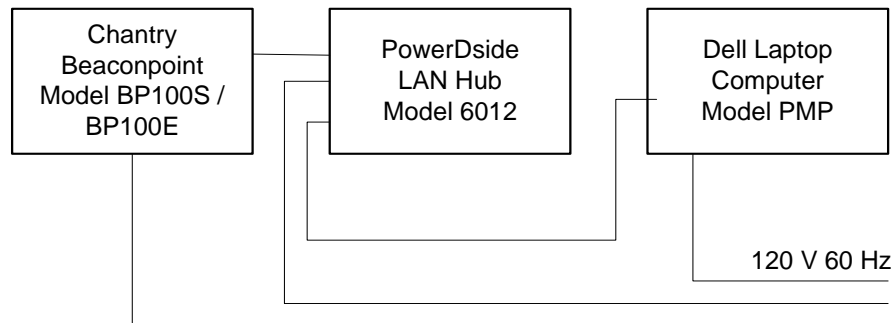 Chantry
Beaconpoint
Model BP100S /
BP100E
PowerDside
LAN Hub
Model 6012
Dell Laptop
Computer
Model PMP
120 V 60 Hz